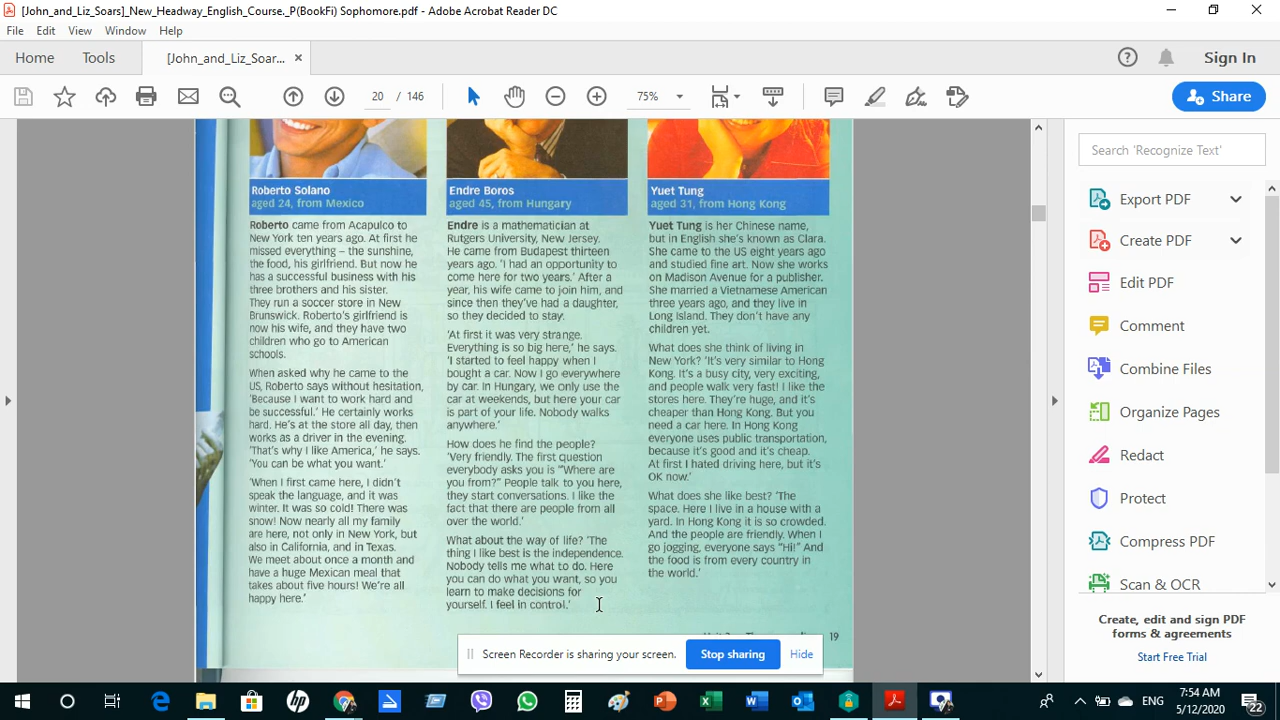 [John_and_Liz_Soars]_New_Headway_English_Course._P(BookFi) Sophomore.pdf - Adobe Acrobat Reader DC
File Edit View Window Help
Home Tools [John_and_Liz_Soar... ×
Sign In
20 / 146
75%
Share
Search 'Recognize Text'
Export PDF
Create PDF
Edit PDF
Comment
Combine Files
Organize Pages
Redact
Protect
Compress PDF
Scan & OCR
Create, edit and sign PDF
forms & agreements
Start Free Trial
Roberto Solano
aged 24, from Mexico
Roberto came from Acapulco to
New York ten years ago. At first he
missed everything – the sunshine,
the food, his girlfriend. But now he
has a successful business with his
three brothers and his sister.
They run a soccer store in New
Brunswick. Roberto's girlfriend is
now his wife, and they have two
children who go to American
schools.
When asked why he came to the
US, Roberto says without hesitation,
'Because I want to work hard and
be successful.' He certainly works
hard. He's at the store all day, then
works as a driver in the evening.
'That's why I like America,' he says.
'You can be what you want.'
'When I first came here, I didn't
speak the language, and it was
winter. It was so cold! There was
snow! Now nearly all my family
are here, not only in New York, but
also in California, and in Texas.
We meet about once a month and
have a huge Mexican meal that
takes about five hours! We're all
happy here.'
Endre Boros
aged 45, from Hungary
Endre is a mathematician at
Rutgers University, New Jersey.
He came from Budapest thirteen
years ago. 'I had an opportunity to
come here for two years.' After a
year, his wife came to join him, and
since then they've had a daughter,
so they decided to stay.
'At first it was very strange.
Everything is so big here,' he says.
'I started to feel happy when I
bought a car. Now I go everywhere
by car. In Hungary, we only use the
car at weekends, but here your car
is part of your life. Nobody walks
anywhere.'
How does he find the people?
'Very friendly. The first question
everybody asks you is "Where are
you from?" People talk to you here,
they start conversations. I like the
fact that there are people from all
over the world.'
What about the way of life? 'The
thing I like best is the independence.
Nobody tells me what to do. Here
you can do what you want, so you
learn to make decisions for
yourself. I feel in control.'
Yuet Tung
aged 31, from Hong Kong
Yuet Tung is her Chinese name,
but in English she's known as Clara.
She came to the US eight years ago
and studied fine art. Now she works
on Madison Avenue for a publisher.
She married a Vietnamese American
three years ago, and they live in
Long Island. They don't have any
children yet.
What does she think of living in
New York? 'It's very similar to Hong
Kong. It's a busy city, very exciting,
and people walk very fast! I like the
stores here. They're huge, and it's
cheaper than Hong Kong. But you
need a car here. In Hong Kong
everyone uses public transportation,
because it's good and it's cheap.
At first I hated driving here, but it's
OK now.'
What does she like best? 'The
space. Here I live in a house with a
yard. In Hong Kong it is so crowded.
And the people are friendly. When I
go jogging, everyone says "Hi!" And
the food is from every country in
the world.'
19
Screen Recorder is sharing your screen. Stop sharing Hide
ENG
7:54 AM
5/12/2020
22